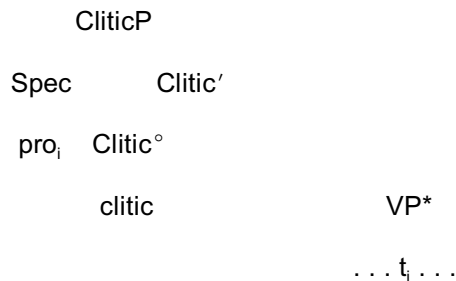 CliticP
Spec Clitic′
proᵢ Clitic°
clitic VP*
. . . tᵢ . . .